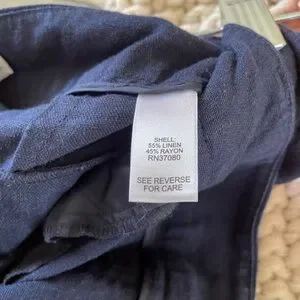 SHELL:
55% LINEN
45% RAYON
RN37080
SEE REVERSE
FOR CARE